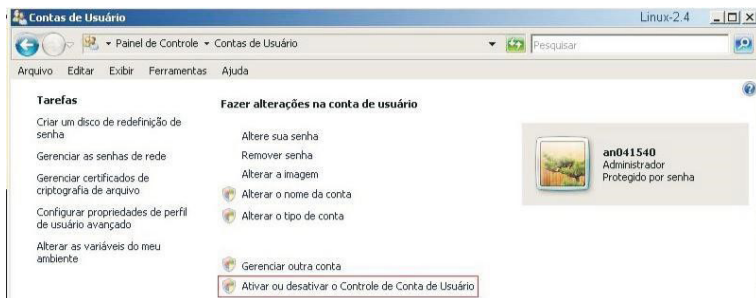 Contas de Usuário
Linux-2.4
Painel de Controle
Contas de Usuário
Pesquisar
Arquivo Editar Exibir Ferramentas Ajuda
Tarefas
Criar um disco de redefinição de
senha
Gerenciar as senhas de rede
Gerenciar certificados de
criptografia de arquivo
Configurar propriedades de perfil
de usuário avançado
Alterar as variáveis do meu
ambiente
Fazer alterações na conta de usuário
Altere sua senha
Remover senha
Alterar a imagem
Alterar o nome da conta
Alterar o tipo de conta
Gerenciar outra conta
Ativar ou desativar o Controle de Conta de Usuário
an041540
Administrador
Protegido por senha